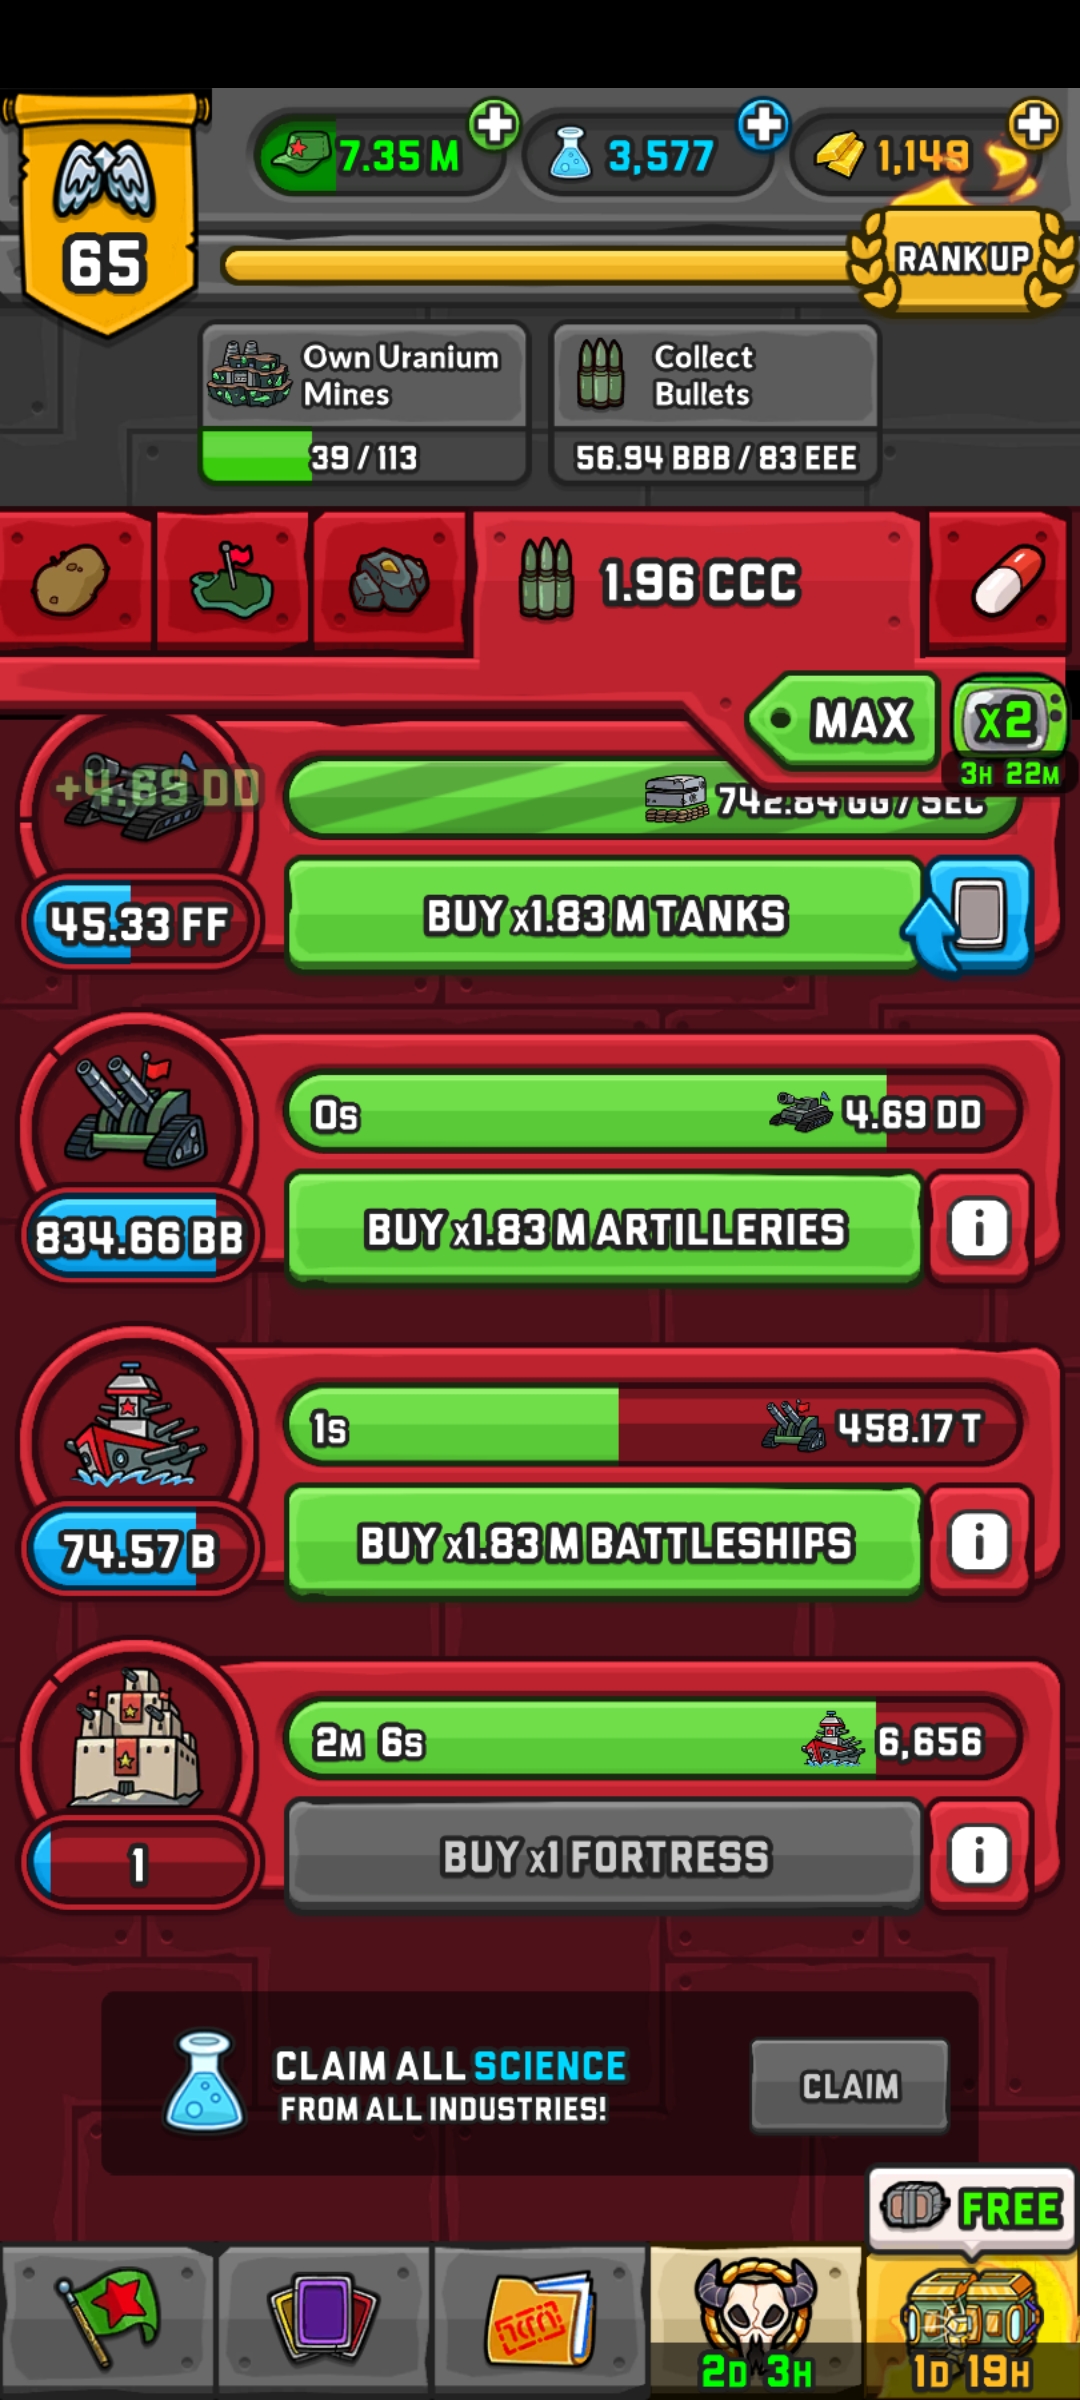 7.35 M
3,577
1,149
65
RANK UP
Own Uranium
Mines
39 / 113
Collect
Bullets
56.94 BBB / 83 EEE
1.96 CCC
MAX
x2
3H 22M
+4.69 DD
742.84 GG / SEC
45.33 FF
BUY x1.83 M TANKS
0s
4.69 DD
834.66 BB
BUY x1.83 M ARTILLERIES
i
1s
458.17 T
74.57 B
BUY x1.83 M BATTLESHIPS
i
2M 6s
6,656
1
BUY x1 FORTRESS
i
CLAIM ALL SCIENCE
FROM ALL INDUSTRIES!
CLAIM
FREE
2D 3H
1D 19H